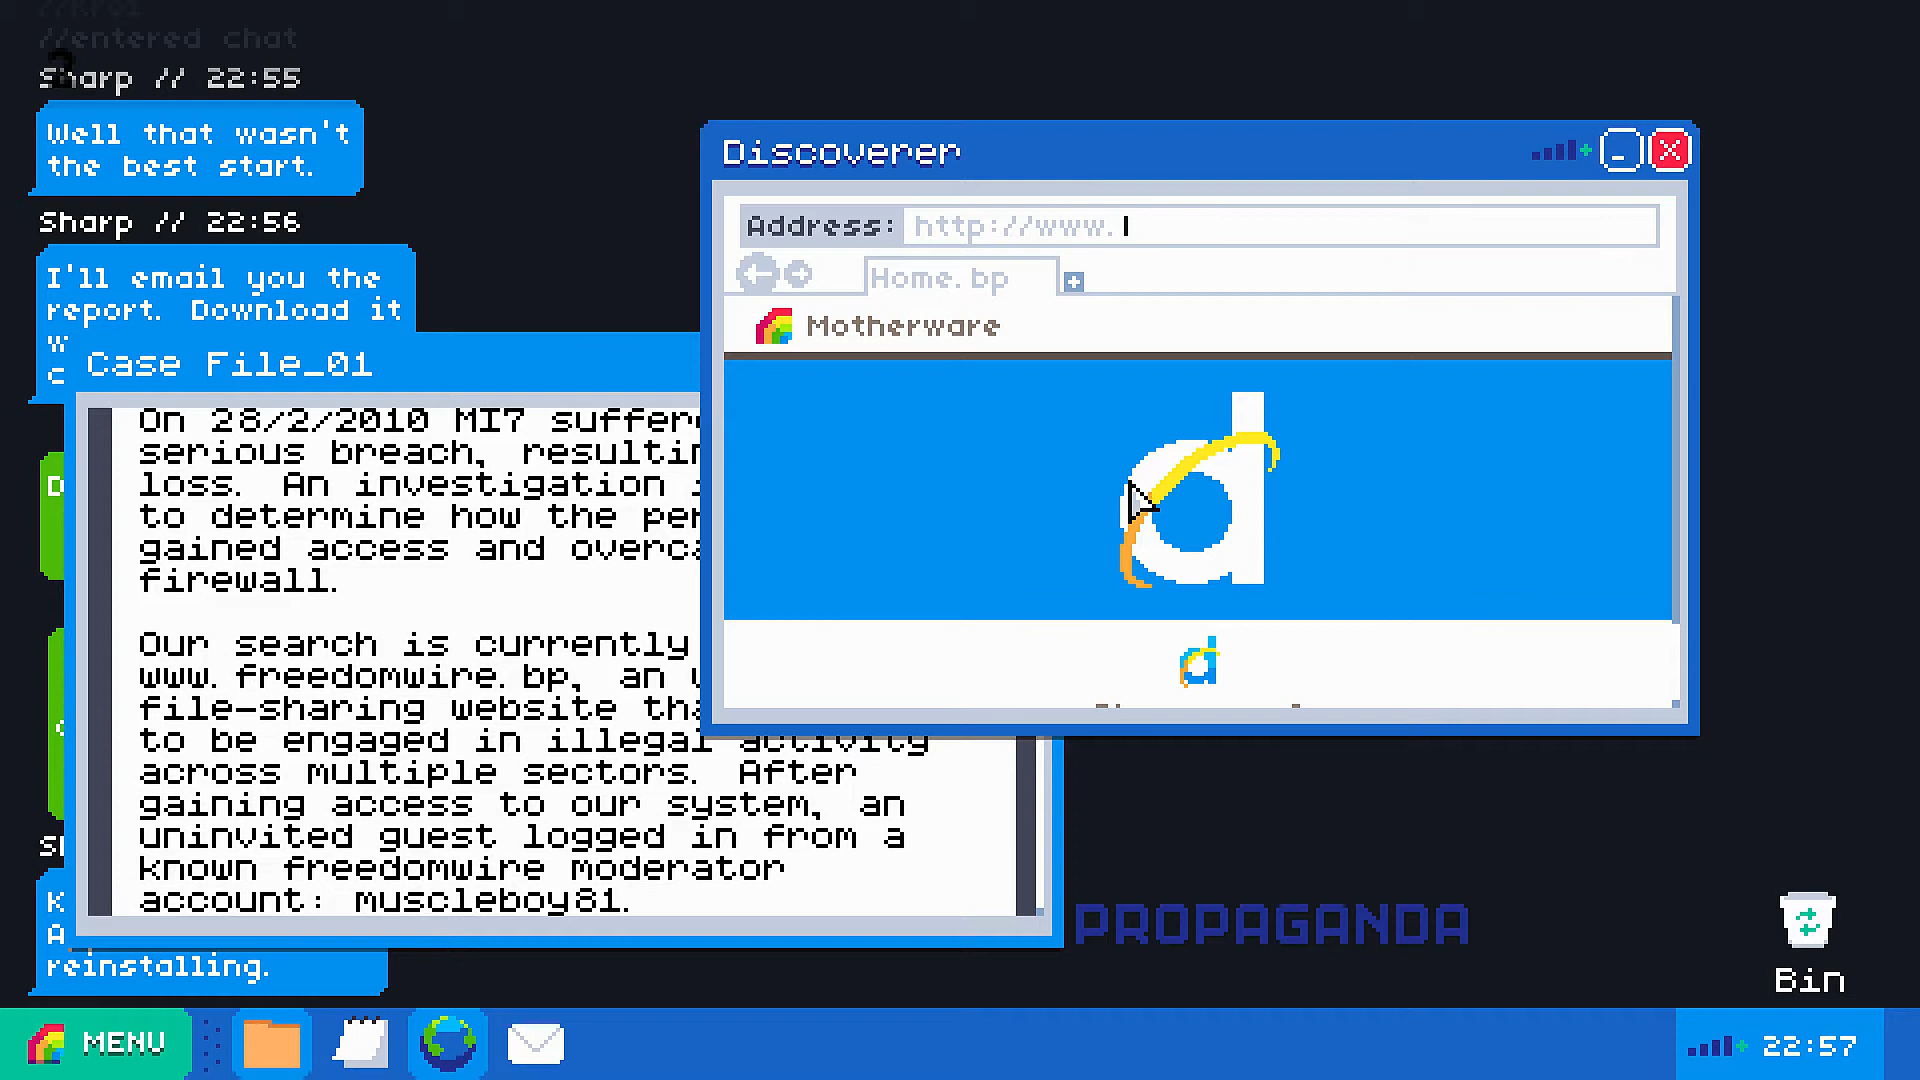 //entered chat
Sharp // 22:55
Well that wasn't
the best start.
Sharp // 22:56
I'll email you the
report. Download it
w
c
D
K
A
reinstalling.
Case File_01
On 28/2/2010 MI7 suffere
serious breach, resultin
loss. An investigation
to determine how the per
gained access and overca
firewall.
Our search is currently
www.freedomwire.bp, an
file-sharing website tha
to be engaged in illegal activity
across multiple sectors. After
gaining access to our system, an
uninvited guest logged in from a
known freedomwire moderator
account: muscleboy81.
Discoverer
Address: http://www.
Home.bp
Motherware
PROPAGANDA
Bin
MENU
22:57